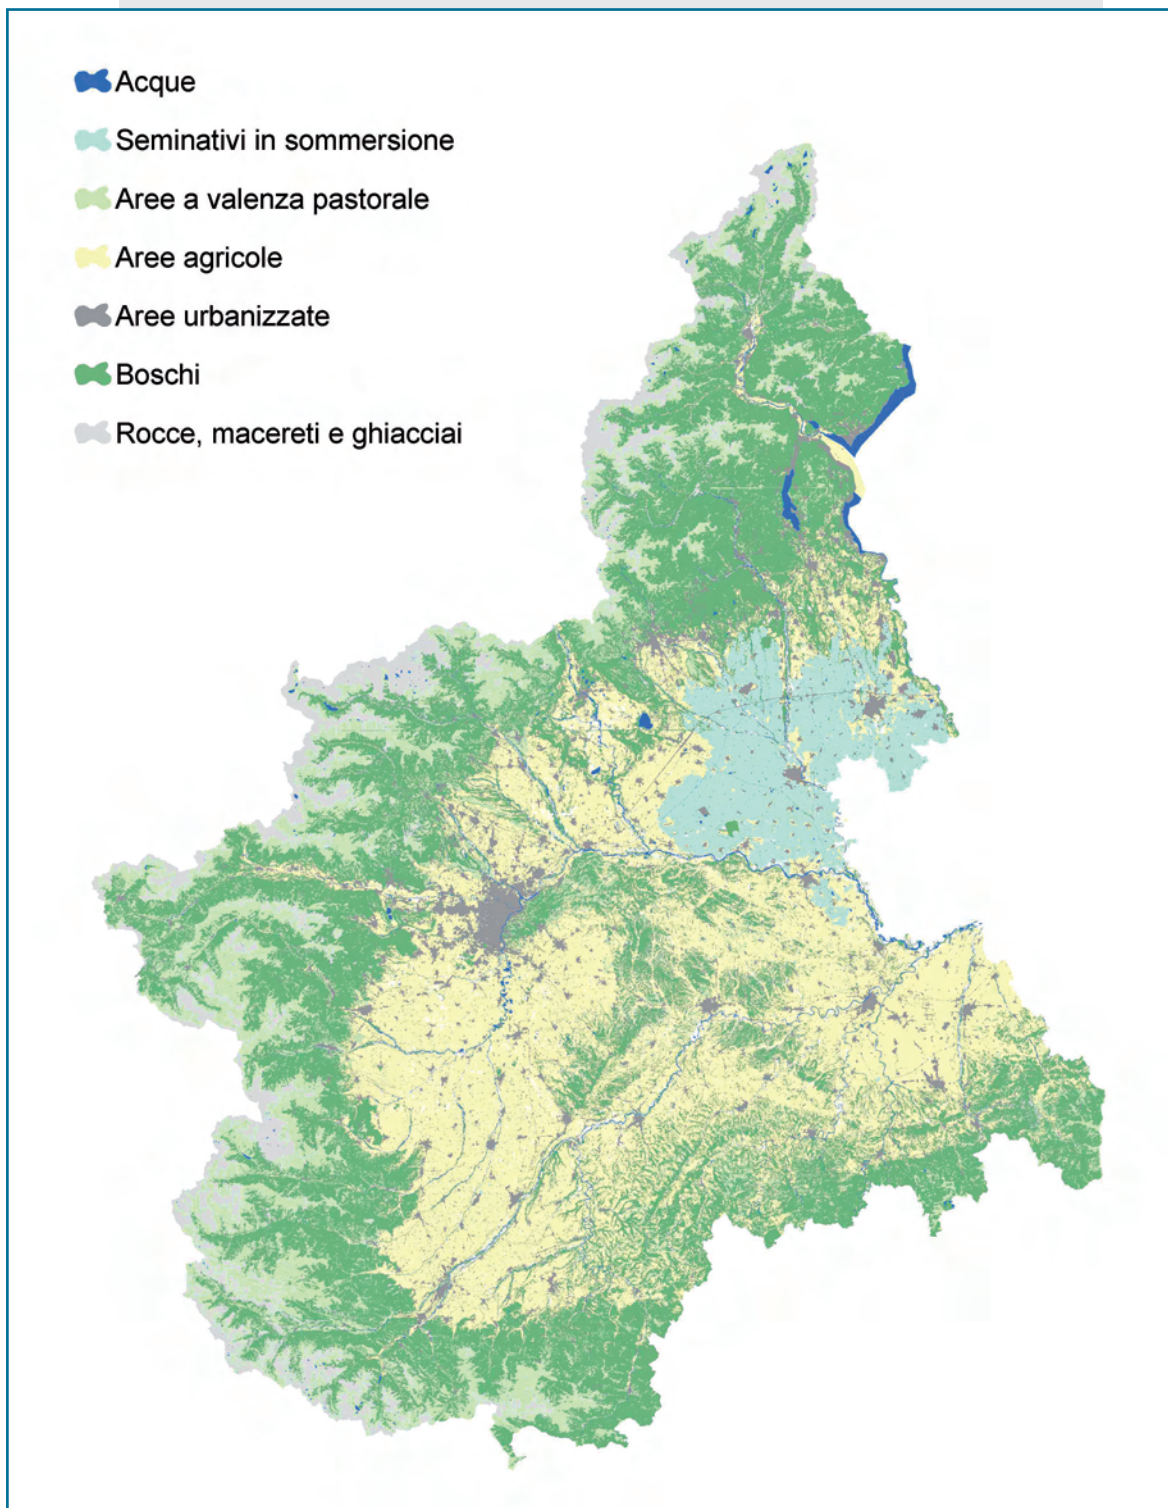 Acque
Seminativi in sommersione
Aree a valenza pastorale
Aree agricole
Aree urbanizzate
Boschi
Rocce, macereti e ghiacciai